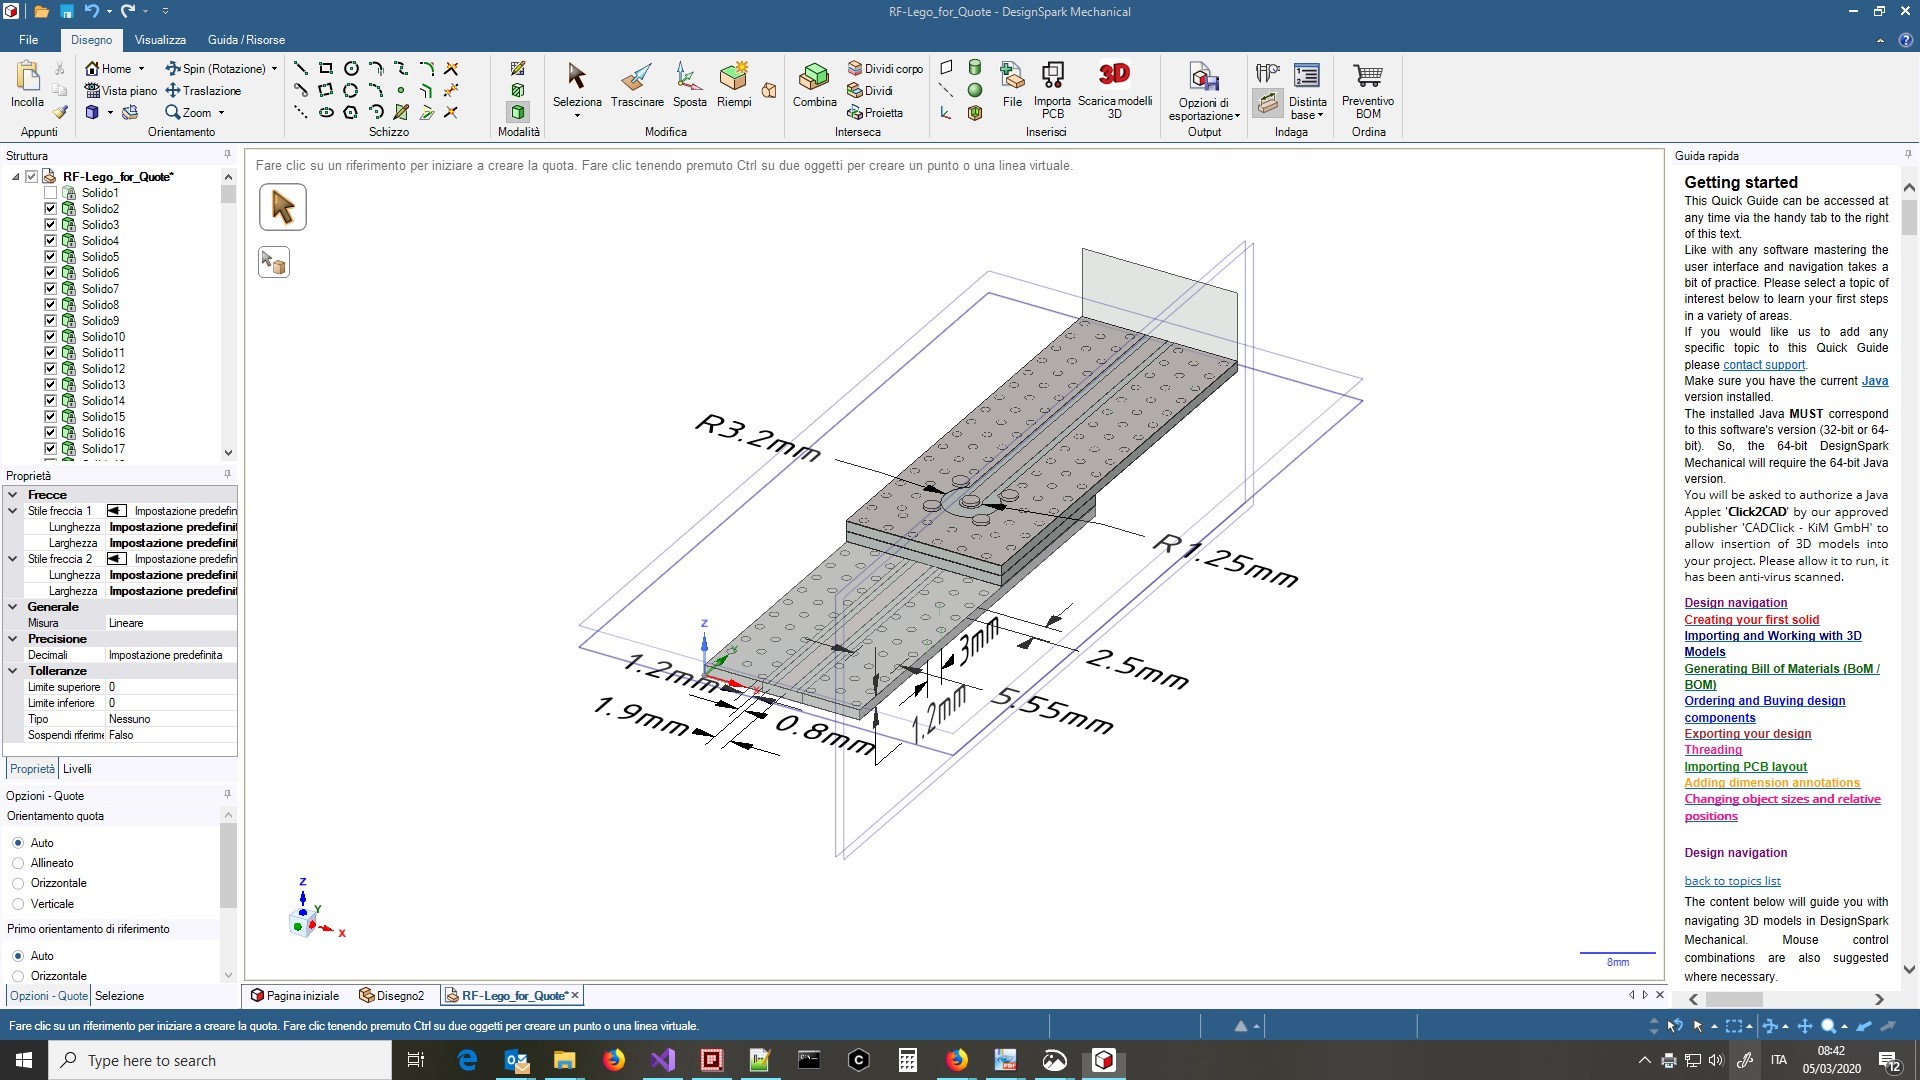 RF-Lego_for_Quote - DesignSpark Mechanical
File
Disegno
Visualizza
Guida / Risorse
Incolla
Appunti
Home
Vista piano
Spin (Rotazione)
Traslazione
Zoom
Orientamento
Schizzo
Modalità
Seleziona
Trascinare
Sposta
Riempi
Modifica
Combina
Dividi corpo
Dividi
Proietta
Interseca
File
Importa PCB
3D
Scarica modelli 3D
Inserisci
Opzioni di esportazione
Output
Distinta base
Indaga
Preventivo BOM
Ordina
Struttura
RF-Lego_for_Quote*
Solido1
Solido2
Solido3
Solido4
Solido5
Solido6
Solido7
Solido8
Solido9
Solido10
Solido11
Solido12
Solido13
Solido14
Solido15
Solido16
Solido17
Proprietà
Frecce
Stile freccia 1 Impostazione predefin
Lunghezza Impostazione predefinit
Larghezza Impostazione predefinit
Stile freccia 2 Impostazione predefin
Lunghezza Impostazione predefinit
Larghezza Impostazione predefinit
Generale
Misura Lineare
Precisione
Decimali Impostazione predefinita
Tolleranze
Limite superiore 0
Limite inferiore 0
Tipo Nessuno
Sospendi riferime Falso
Proprietà Livelli
Opzioni - Quote
Orientamento quota
Auto
Allineato
Orizzontale
Verticale
Primo orientamento di riferimento
Auto
Orizzontale
Opzioni - Quote Selezione
Fare clic su un riferimento per iniziare a creare la quota. Fare clic tenendo premuto Ctrl su due oggetti per creare un punto o una linea virtuale.
R3.2mm
R1.25mm
2.5mm
3mm
5.55mm
1.2mm
1.2mm
1.9mm
0.8mm
Z
X
Z
Y
X
8mm
Pagina iniziale
Disegno2
RF-Lego_for_Quote*
Guida rapida
Getting started
This Quick Guide can be accessed at
any time via the handy tab to the right
of this text.
Like with any software mastering the
user interface and navigation takes a
bit of practice. Please select a topic of
interest below to learn your first steps
in a variety of areas.
If you would like us to add any
specific topic to this Quick Guide
please contact support.
Make sure you have the current Java
version installed.
The installed Java MUST correspond
to this software's version (32-bit or 64-
bit). So, the 64-bit DesignSpark
Mechanical will require the 64-bit Java
version.
You will be asked to authorize a Java
Applet 'Click2CAD' by our approved
publisher 'CADClick - KiM GmbH' to
allow insertion of 3D models into
your project. Please allow it to run, it
has been anti-virus scanned.
Design navigation
Creating your first solid
Importing and Working with 3D
Models
Generating Bill of Materials (BoM /
BOM)
Ordering and Buying design
components
Exporting your design
Threading
Importing PCB layout
Adding dimension annotations
Changing object sizes and relative
positions
Design navigation
back to topics list
The content below will guide you with
navigating 3D models in DesignSpark
Mechanical. Mouse control
combinations are also suggested
where necessary.
Fare clic su un riferimento per iniziare a creare la quota. Fare clic tenendo premuto Ctrl su due oggetti per creare un punto o una linea virtuale.
Type here to search
ITA
08:42
05/03/2020
12